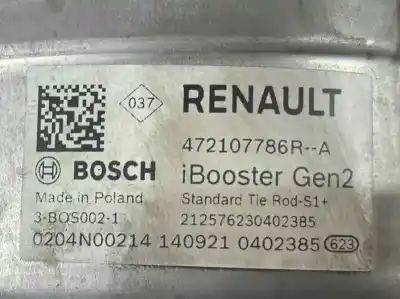 037 RENAULT
472107786R--A
BOSCH iBooster Gen2
Made in Poland Standard Tie Rod-S1+
3-BOS002-1 212576230402385
0204N00214 140921 0402385 623